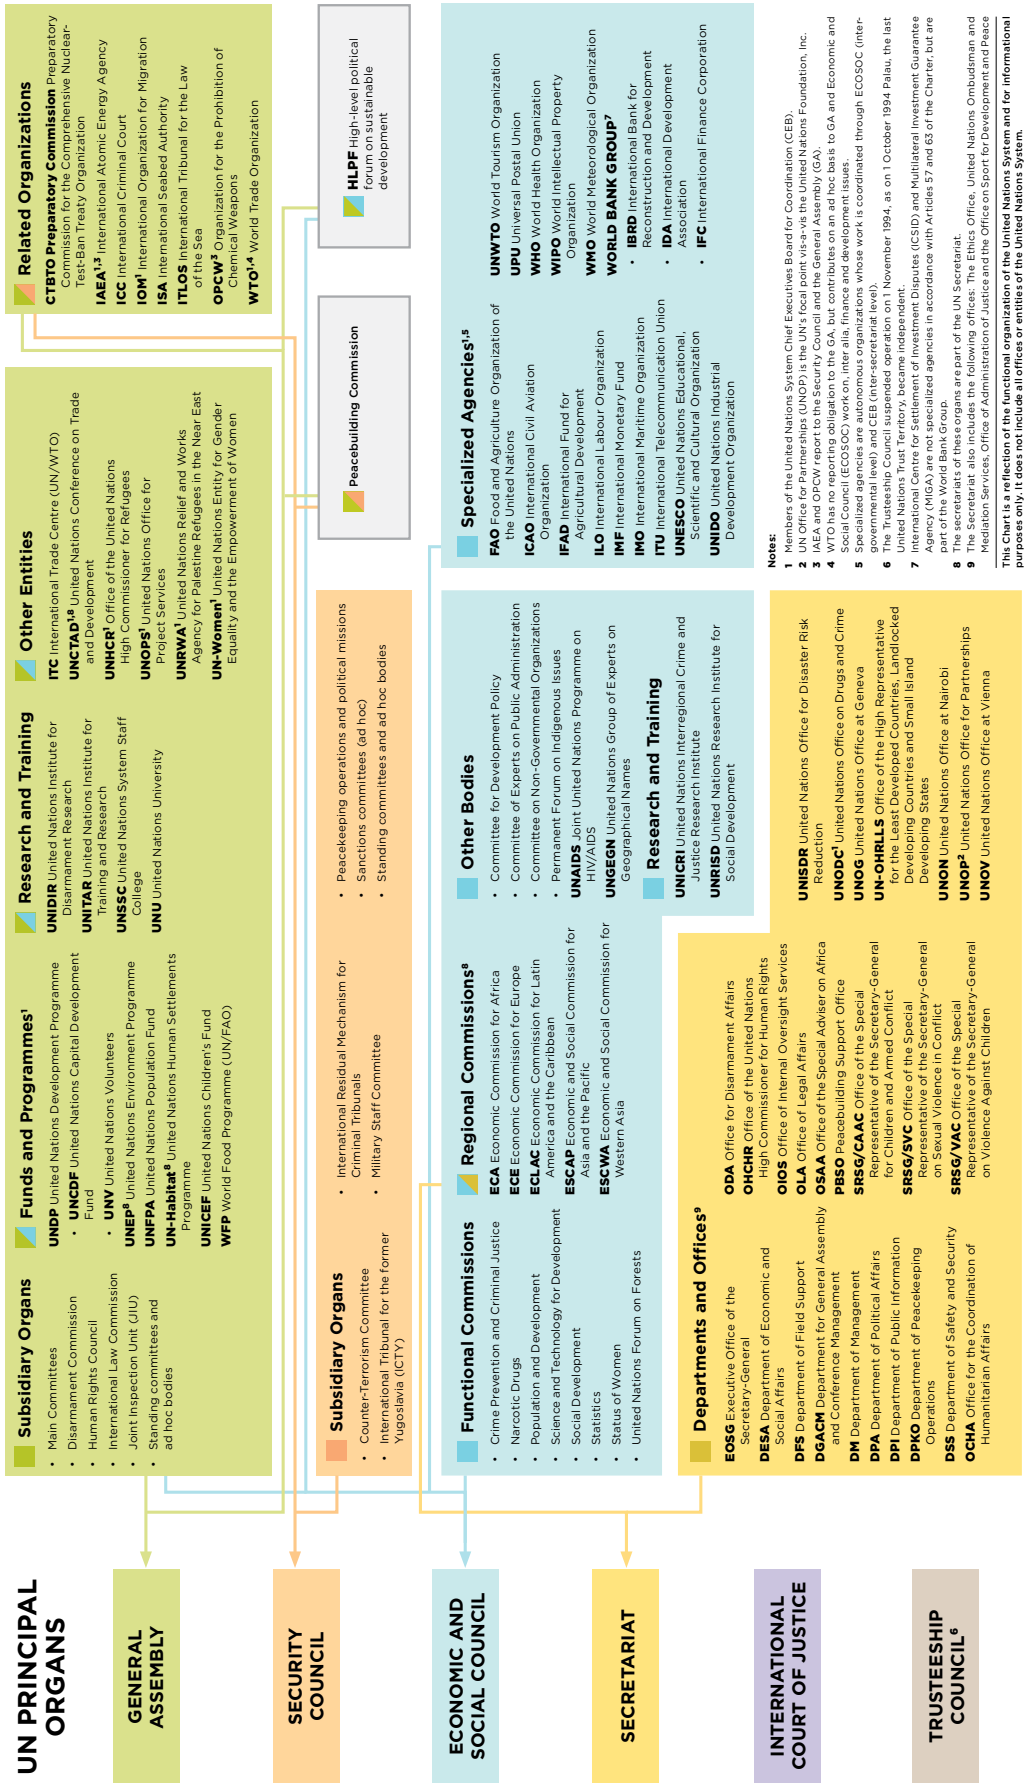 UN PRINCIPAL
ORGANS
GENERAL
ASSEMBLY
SECURITY
COUNCIL
ECONOMIC AND
SOCIAL COUNCIL
SECRETARIAT
INTERNATIONAL
COURT OF JUSTICE
TRUSTEESHIP
COUNCIL⁶
Subsidiary Organs
• Main Committees
• Disarmament Commission
• Human Rights Council
• International Law Commission
• Joint Inspection Unit (JIU)
• Standing committees and
ad hoc bodies
Funds and Programmes¹
UNDP United Nations Development Programme
• UNCDF United Nations Capital Development
Fund
• UNV United Nations Volunteers
UNEP⁸ United Nations Environment Programme
UNFPA United Nations Population Fund
UN-Habitat⁸ United Nations Human Settlements
Programme
UNICEF United Nations Children's Fund
WFP World Food Programme (UN/FAO)
Research and Training
UNIDIR United Nations Institute for
Disarmament Research
UNITAR United Nations Institute for
Training and Research
UNSSC United Nations System Staff
College
UNU United Nations University
Other Entities
ITC International Trade Centre (UN/WTO)
UNCTAD¹,⁸ United Nations Conference on Trade
and Development
UNHCR¹ Office of the United Nations
High Commissioner for Refugees
UNOPS¹ United Nations Office for
Project Services
UNRWA¹ United Nations Relief and Works
Agency for Palestine Refugees in the Near East
UN-Women¹ United Nations Entity for Gender
Equality and the Empowerment of Women
Related Organizations
CTBTO Preparatory Commission Preparatory
Commission for the Comprehensive Nuclear-
Test-Ban Treaty Organization
IAEA¹,³ International Atomic Energy Agency
ICC International Criminal Court
IOM¹ International Organization for Migration
ISA International Seabed Authority
ITLOS International Tribunal for the Law
of the Sea
OPCW³ Organization for the Prohibition of
Chemical Weapons
WTO¹,⁴ World Trade Organization
Subsidiary Organs
• Counter-Terrorism Committee
• International Tribunal for the former
Yugoslavia (ICTY)
• International Residual Mechanism for
Criminal Tribunals
• Military Staff Committee
• Peacekeeping operations and political missions
• Sanctions committees (ad hoc)
• Standing committees and ad hoc bodies
Peacebuilding Commission
HLPF High-level political
forum on sustainable
development
Functional Commissions
• Crime Prevention and Criminal Justice
• Narcotic Drugs
• Population and Development
• Science and Technology for Development
• Social Development
• Statistics
• Status of Women
• United Nations Forum on Forests
Regional Commissions⁸
ECA Economic Commission for Africa
ECE Economic Commission for Europe
ECLAC Economic Commission for Latin
America and the Caribbean
ESCAP Economic and Social Commission for
Asia and the Pacific
ESCWA Economic and Social Commission for
Western Asia
Other Bodies
• Committee for Development Policy
• Committee of Experts on Public Administration
• Committee on Non-Governmental Organizations
• Permanent Forum on Indigenous Issues
UNAIDS Joint United Nations Programme on
HIV/AIDS
UNGEGN United Nations Group of Experts on
Geographical Names
Research and Training
UNICRI United Nations Interregional Crime and
Justice Research Institute
UNRISD United Nations Research Institute for
Social Development
Specialized Agencies¹,⁵
FAO Food and Agriculture Organization of
the United Nations
ICAO International Civil Aviation
Organization
IFAD International Fund for
Agricultural Development
ILO International Labour Organization
IMF International Monetary Fund
IMO International Maritime Organization
ITU International Telecommunication Union
UNESCO United Nations Educational,
Scientific and Cultural Organization
UNIDO United Nations Industrial
Development Organization
UNWTO World Tourism Organization
UPU Universal Postal Union
WHO World Health Organization
WIPO World Intellectual Property
Organization
WMO World Meteorological Organization
WORLD BANK GROUP⁷
• IBRD International Bank for
Reconstruction and Development
• IDA International Development
Association
• IFC International Finance Corporation
Departments and Offices⁹
EOSG Executive Office of the
Secretary-General
DESA Department of Economic and
Social Affairs
DFS Department of Field Support
DGACM Department for General Assembly
and Conference Management
DM Department of Management
DPA Department of Political Affairs
DPI Department of Public Information
DPKO Department of Peacekeeping
Operations
DSS Department of Safety and Security
OCHA Office for the Coordination of
Humanitarian Affairs
ODA Office for Disarmament Affairs
OHCHR Office of the United Nations
High Commissioner for Human Rights
OIOS Office of Internal Oversight Services
OLA Office of Legal Affairs
OSAA Office of the Special Adviser on Africa
PBSO Peacebuilding Support Office
SRSG/CAAC Office of the Special
Representative of the Secretary-General
for Children and Armed Conflict
SRSG/SVC Office of the Special
Representative of the Secretary-General
on Sexual Violence in Conflict
SRSG/VAC Office of the Special
Representative of the Secretary-General
on Violence Against Children
UNISDR United Nations Office for Disaster Risk
Reduction
UNODC¹ United Nations Office on Drugs and Crime
UNOG United Nations Office at Geneva
UN-OHRLLS Office of the High Representative
for the Least Developed Countries, Landlocked
Developing Countries and Small Island
Developing States
UNON United Nations Office at Nairobi
UNOP² United Nations Office for Partnerships
UNOV United Nations Office at Vienna
Notes:
1 Members of the United Nations System Chief Executives Board for Coordination (CEB).
2 UN Office for Partnerships (UNOP) is the UN's focal point vis-a-vis the United Nations Foundation, Inc.
3 IAEA and OPCW report to the Security Council and the General Assembly (GA).
4 WTO has no reporting obligation to the GA, but contributes on an ad hoc basis to GA and Economic and
Social Council (ECOSOC) work on, inter alia, finance and development issues.
5 Specialized agencies are autonomous organizations whose work is coordinated through ECOSOC (inter-
governmental level) and CEB (inter-secretariat level).
6 The Trusteeship Council suspended operation on 1 November 1994, as on 1 October 1994 Palau, the last
United Nations Trust Territory, became independent.
7 International Centre for Settlement of Investment Disputes (ICSID) and Multilateral Investment Guarantee
Agency (MIGA) are not specialized agencies in accordance with Articles 57 and 63 of the Charter, but are
part of the World Bank Group.
8 The secretariats of these organs are part of the UN Secretariat.
9 The Secretariat also includes the following offices: The Ethics Office, United Nations Ombudsman and
Mediation Services, Office of Administration of Justice and the Office on Sport for Development and Peace
This Chart is a reflection of the functional organization of the United Nations System and for informational
purposes only. It does not include all offices or entities of the United Nations System.